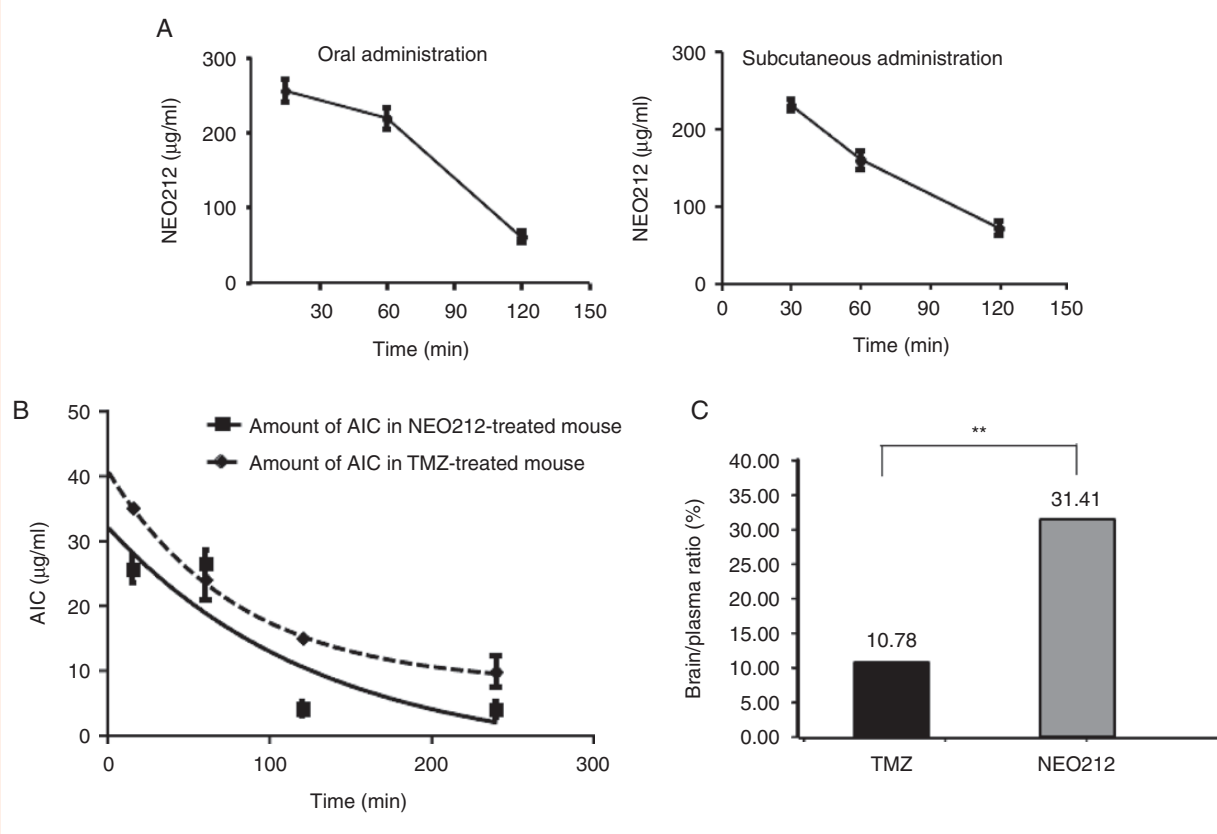 A
Oral administration
300
200
100
0
NEO212 (µg/ml)
30 60 90 120 150
Time (min)
Subcutaneous administration
300
200
100
0
NEO212 (µg/ml)
0 30 60 90 120 150
Time (min)
B
50
40
30
20
10
0
AIC (µg/ml)
Amount of AIC in NEO212-treated mouse
Amount of AIC in TMZ-treated mouse
0 100 200 300
Time (min)
C
**
40.00
35.00
30.00
25.00
20.00
15.00
10.00
5.00
0.00
Brain/plasma ratio (%)
10.78
31.41
TMZ NEO212